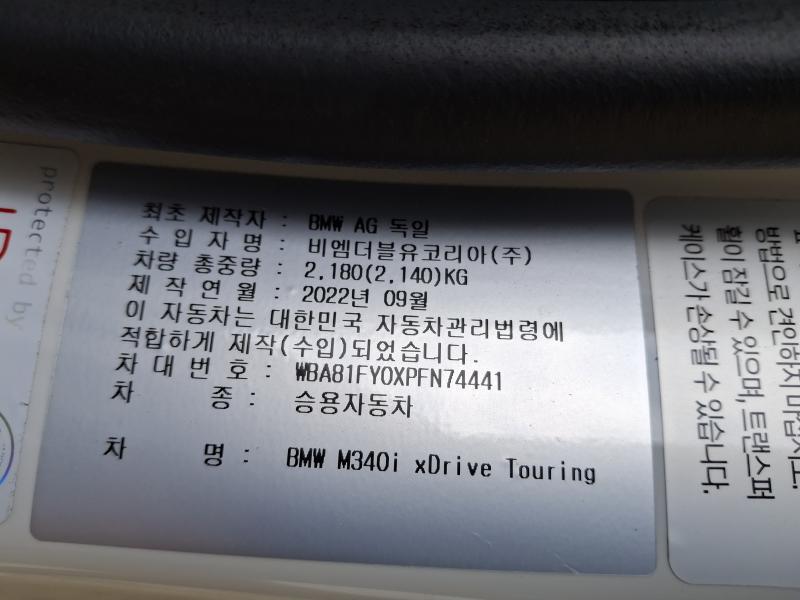 최초 제작자 : BMW AG 독일
수 입 자 명 : 비엠더블유코리아(주)
차량 총중량 : 2,180(2,140)KG
제 작 연 월 : 2022년 09월
이 자동차는 대한민국 자동차관리법령에
적합하게 제작(수입)되었습니다.
차 대 번 호 : WBA81FY0XPFN74441
차 종 : 승용자동차
차 명 : BMW M340i xDrive Touring
protected by
방법으로 견인하지 마십시오.
휠이 잠길 수 있으며, 트랜스퍼
케이스가 손상될 수 있습니다.